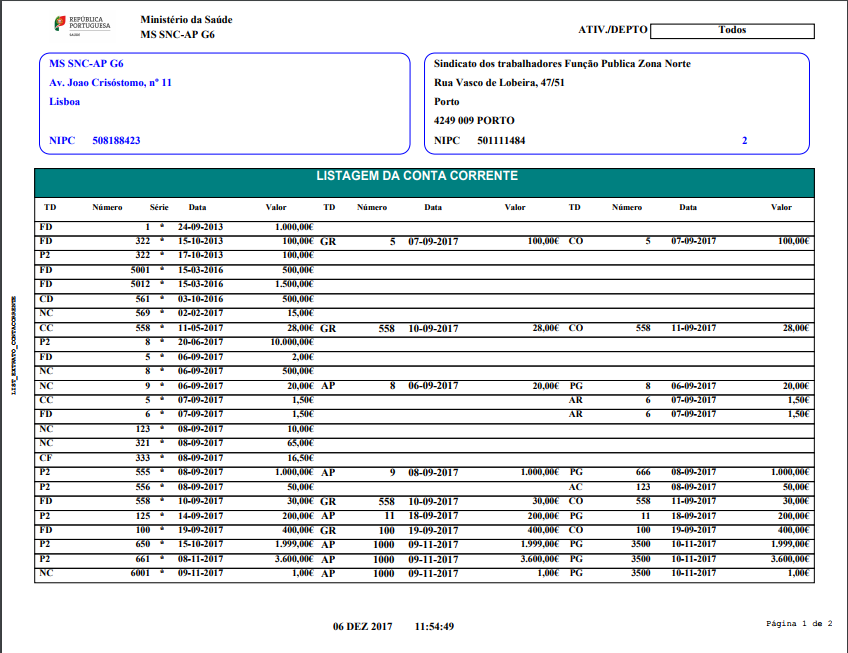 REPÚBLICA
PORTUGUESA
SAÚDE
Ministério da Saúde
MS SNC-AP G6
ATIV./DEPTO Todos
MS SNC-AP G6
Av. Joao Crisóstomo, nº 11
Lisboa
NIPC 508188423
Sindicato dos trabalhadores Função Publica Zona Norte
Rua Vasco de Lobeira, 47/51
Porto
4249 009 PORTO
NIPC 501111484 2
LISTAGEM DA CONTA CORRENTE
TD Número Série Data Valor TD Número Data Valor TD Número Data Valor
FD 1 * 24-09-2013 1.000,00€
FD 322 * 15-10-2013 100,00€ GR 5 07-09-2017 100,00€ CO 5 07-09-2017 100,00€
P2 322 * 17-10-2013 100,00€
FD 5001 * 15-03-2016 500,00€
FD 5012 * 15-03-2016 1.500,00€
CD 561 * 03-10-2016 500,00€
NC 569 * 02-02-2017 15,00€
CC 558 * 11-05-2017 28,00€ GR 558 10-09-2017 28,00€ CO 558 11-09-2017 28,00€
P2 8 * 20-06-2017 10.000,00€
FD 5 * 06-09-2017 2,00€
NC 8 * 06-09-2017 500,00€
NC 9 * 06-09-2017 20,00€ AP 8 06-09-2017 20,00€ PG 8 06-09-2017 20,00€
CC 5 * 07-09-2017 1,50€ AR 6 07-09-2017 1,50€
FD 6 * 07-09-2017 1,50€ AR 6 07-09-2017 1,50€
NC 123 * 08-09-2017 10,00€
NC 321 * 08-09-2017 65,00€
CF 333 * 08-09-2017 16,50€
P2 555 * 08-09-2017 1.000,00€ AP 9 08-09-2017 1.000,00€ PG 666 08-09-2017 1.000,00€
P2 556 * 08-09-2017 50,00€ AC 123 08-09-2017 50,00€
FD 558 * 10-09-2017 30,00€ GR 558 10-09-2017 30,00€ CO 558 11-09-2017 30,00€
P2 125 * 14-09-2017 200,00€ AP 11 18-09-2017 200,00€ PG 11 18-09-2017 200,00€
FD 100 * 19-09-2017 400,00€ GR 100 19-09-2017 400,00€ CO 100 19-09-2017 400,00€
P2 650 * 15-10-2017 1.999,00€ AP 1000 09-11-2017 1.999,00€ PG 3500 10-11-2017 1.999,00€
P2 661 * 08-11-2017 3.600,00€ AP 1000 09-11-2017 3.600,00€ PG 3500 10-11-2017 3.600,00€
NC 6001 * 09-11-2017 1,00€ AP 1000 09-11-2017 1,00€ PG 3500 10-11-2017 1,00€
LIST_EXTRATO_CONTACORRENTE
06 DEZ 2017 11:54:49
Página 1 de 2